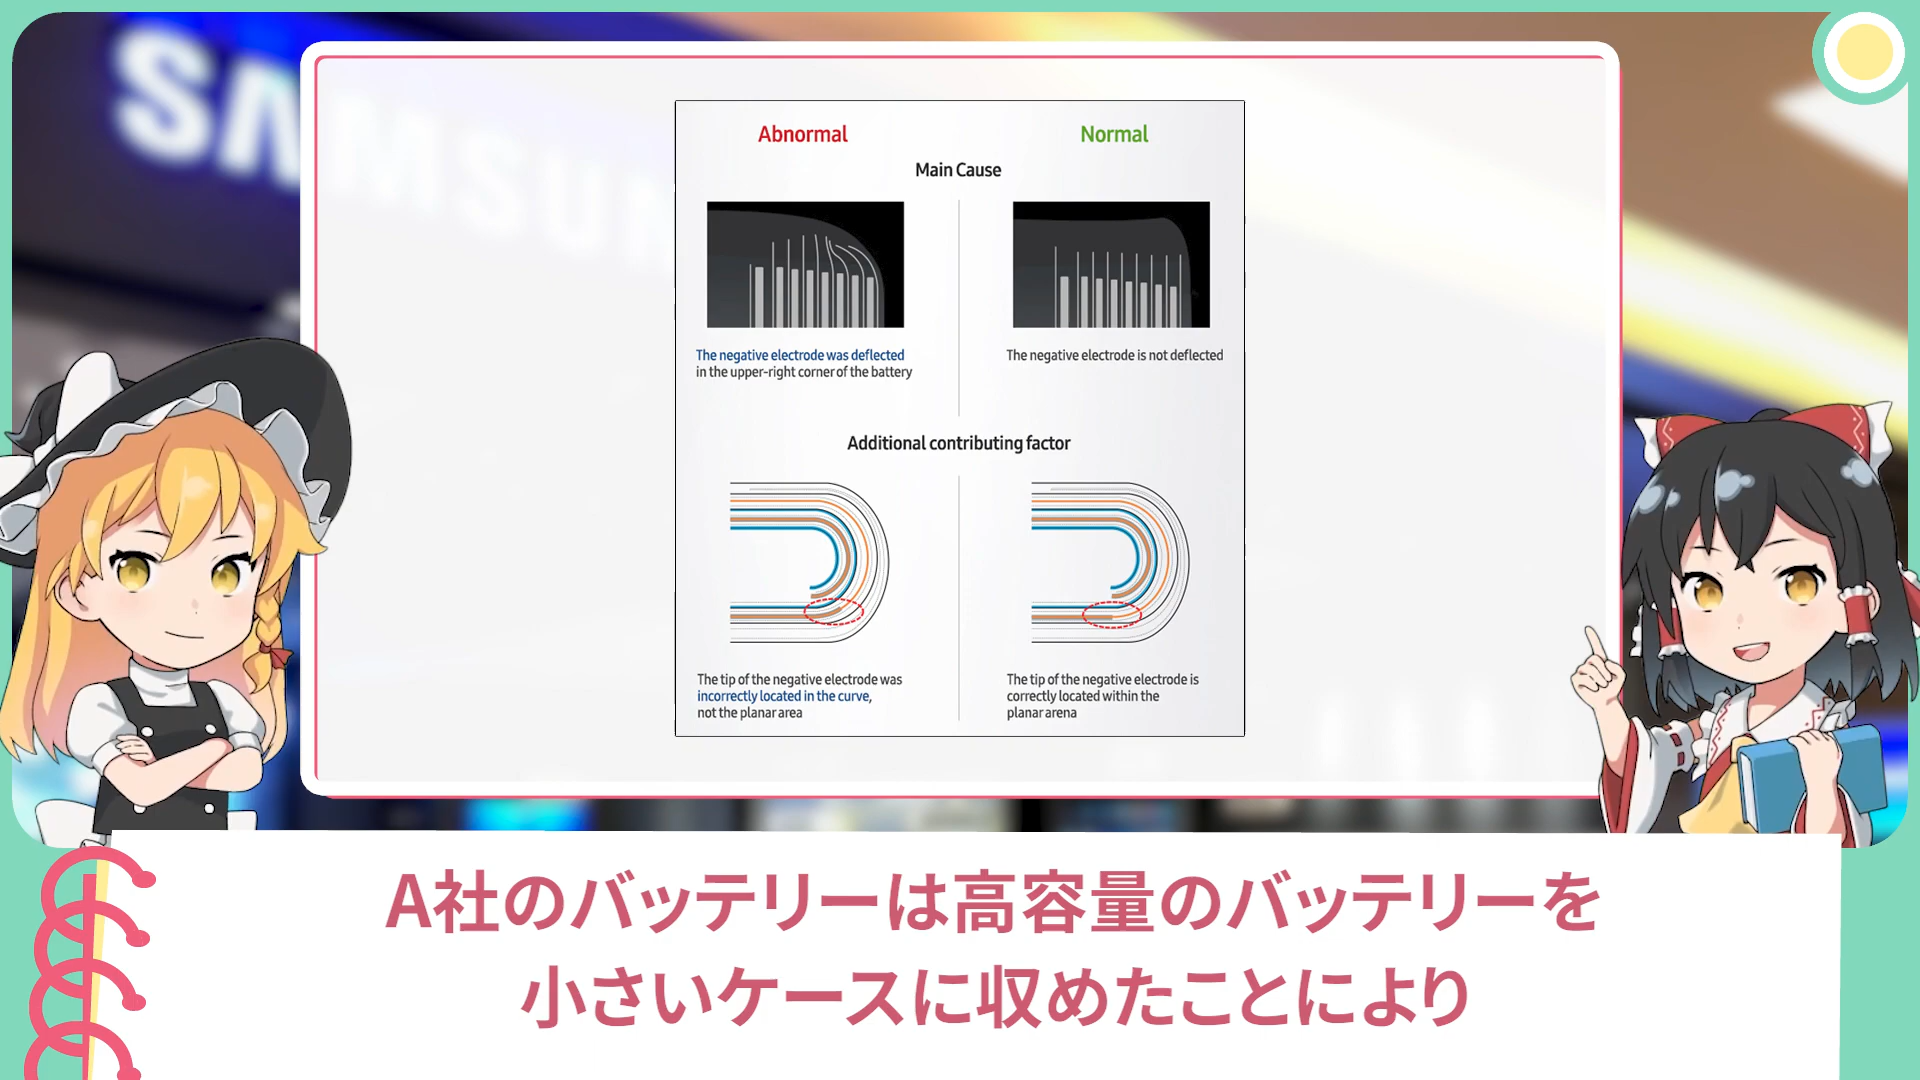 SAMSUN
Abnormal
Normal
Main Cause
The negative electrode was deflected
in the upper-right corner of the battery
The negative electrode is not deflected
Additional contributing factor
The tip of the negative electrode was
incorrectly located in the curve,
not the planar area
The tip of the negative electrode is
correctly located within the
planar arena
A社のバッテリーは高容量のバッテリーを
小さいケースに収めたことにより